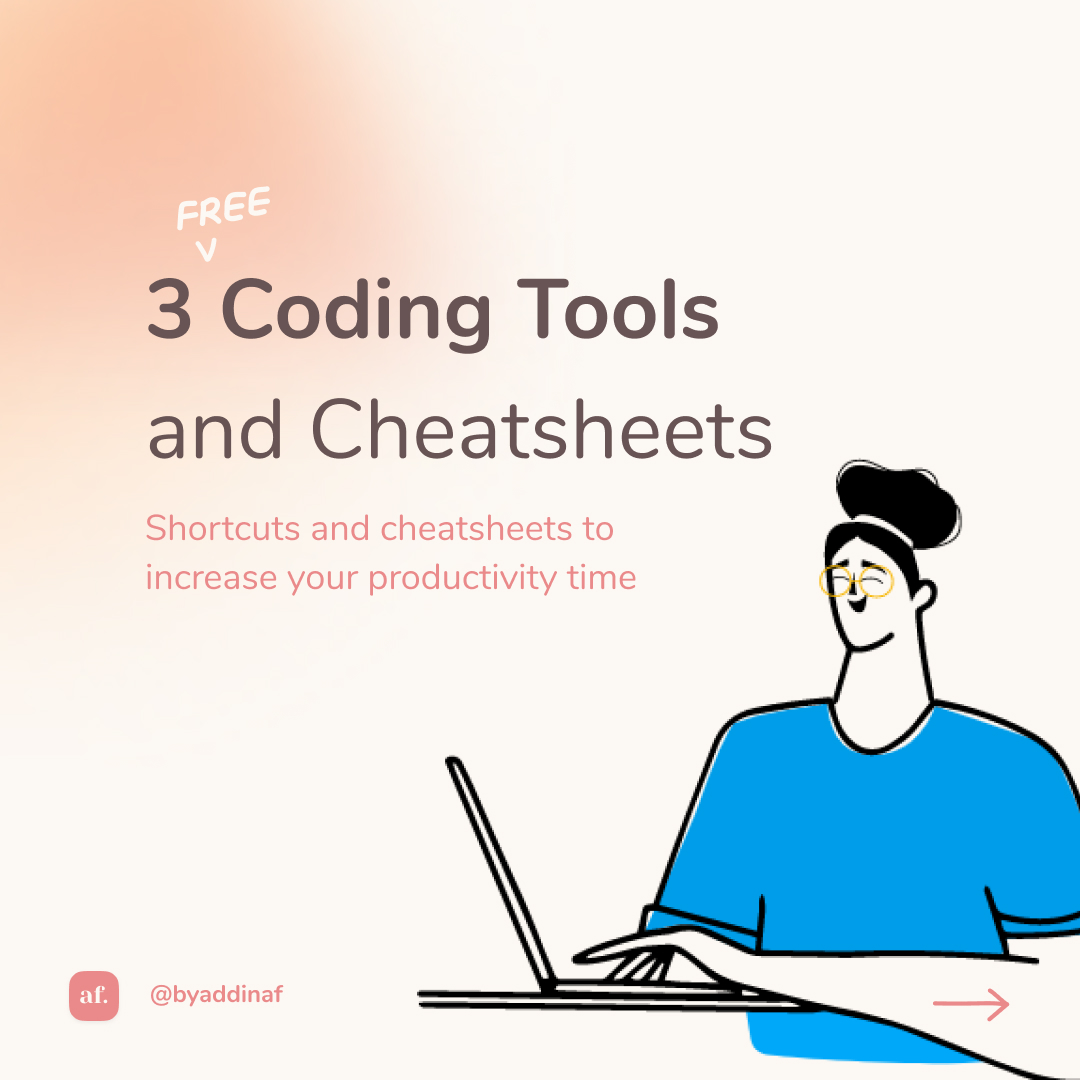 FREE
3 Coding Tools
and Cheatsheets
Shortcuts and cheatsheets to
increase your productivity time
af.
@byaddinaf